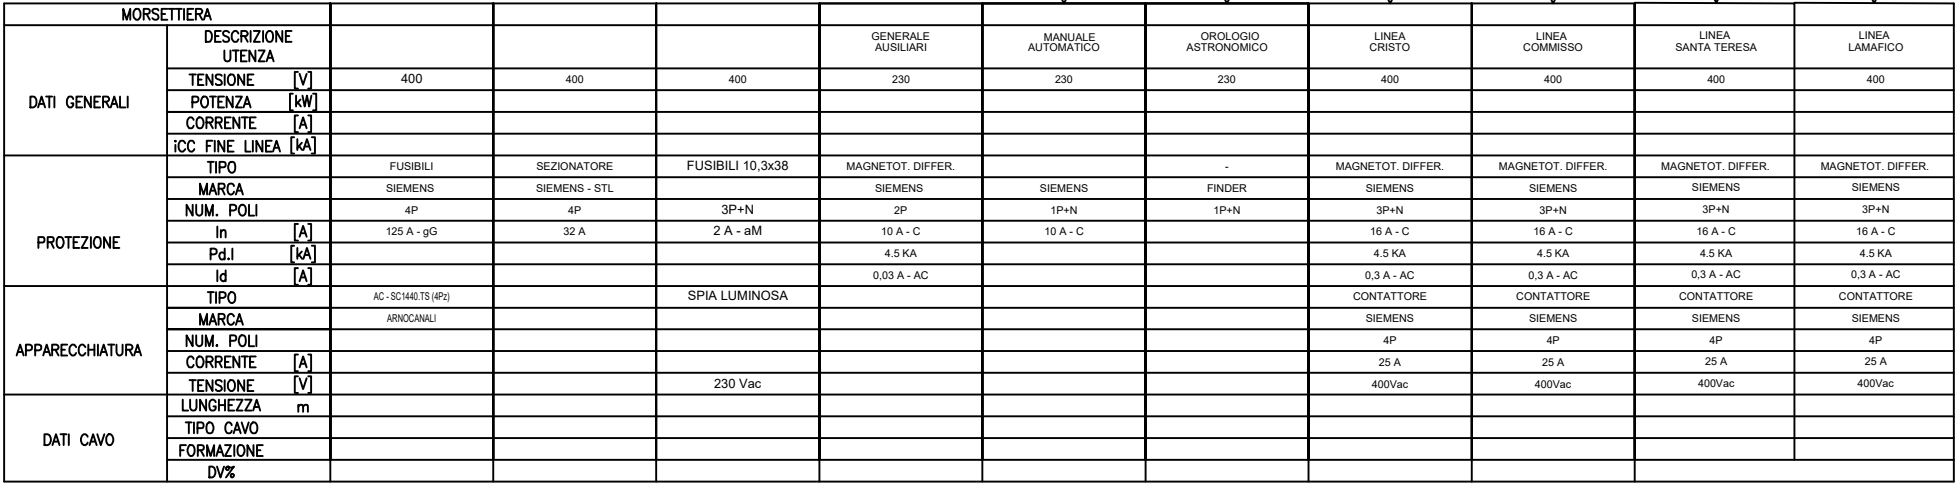 MORSETTIERA
DATI GENERALI
DESCRIZIONE UTENZA GENERALE AUSILIARI MANUALE AUTOMATICO OROLOGIO ASTRONOMICO LINEA CRISTO LINEA COMMISSO LINEA SANTA TERESA LINEA LAMAFICO
TENSIONE [V] 400 400 400 230 230 230 400 400 400 400
POTENZA [kW]
CORRENTE [A]
iCC FINE LINEA [kA]
PROTEZIONE
TIPO FUSIBILI SEZIONATORE FUSIBILI 10,3x38 MAGNETOT. DIFFER. - MAGNETOT. DIFFER. MAGNETOT. DIFFER. MAGNETOT. DIFFER. MAGNETOT. DIFFER.
MARCA SIEMENS SIEMENS - STL SIEMENS SIEMENS FINDER SIEMENS SIEMENS SIEMENS SIEMENS
NUM. POLI 4P 4P 3P+N 2P 1P+N 1P+N 3P+N 3P+N 3P+N 3P+N
In [A] 125 A - gG 32 A 2 A - aM 10 A - C 10 A - C 16 A - C 16 A - C 16 A - C 16 A - C
Pd.I [kA] 4.5 KA 4.5 KA 4.5 KA 4.5 KA 4.5 KA
Id [A] 0,03 A - AC 0,3 A - AC 0,3 A - AC 0,3 A - AC 0,3 A - AC
APPARECCHIATURA
TIPO AC - SC1440.TS (4Pz) SPIA LUMINOSA CONTATTORE CONTATTORE CONTATTORE CONTATTORE
MARCA ARNOCANALI SIEMENS SIEMENS SIEMENS SIEMENS
NUM. POLI 4P 4P 4P 4P
CORRENTE [A] 25 A 25 A 25 A 25 A
TENSIONE [V] 230 Vac 400Vac 400Vac 400Vac 400Vac
DATI CAVO
LUNGHEZZA m
TIPO CAVO
FORMAZIONE
DV%